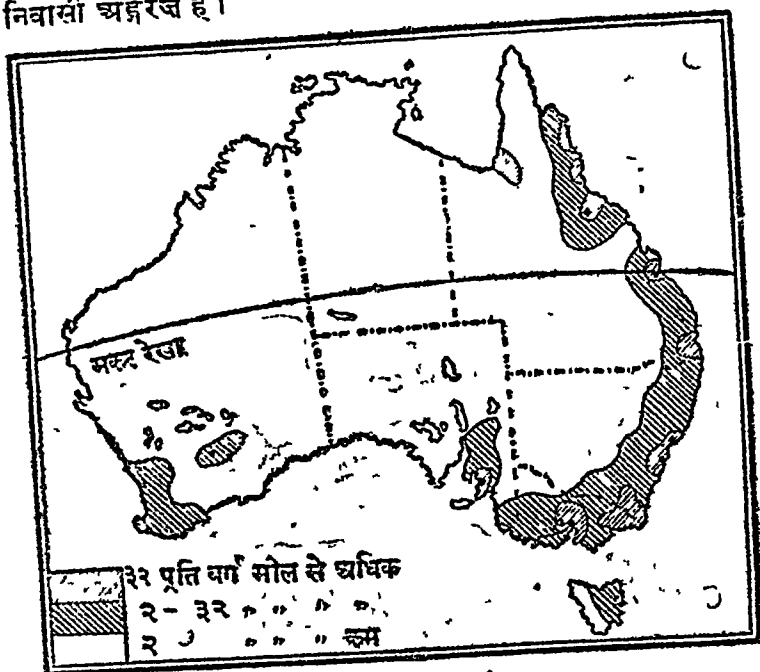 निवासी अङ्गरेज हैं।
मकर रेखा
३२ प्रति वर्ग मील से अधिक
२ - ३२ " " " "
२ " " " कम